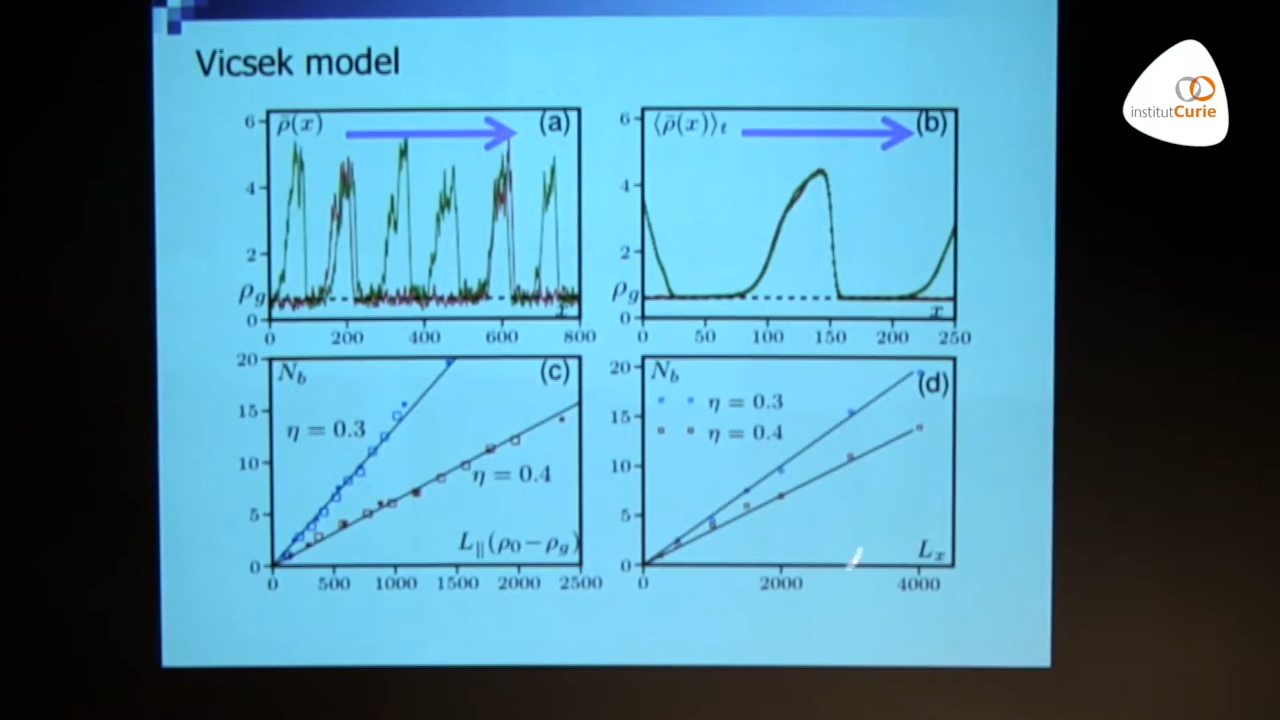 Vicsek model
institutCurie
6
ρ̄(x)
(a)
4
2
ρg
0
x
0 200 400 600 800
6
⟨ρ̄(x)⟩t
(b)
4
2
ρg
0
x
0 50 100 150 200 250
20
Nb
(c)
15
η = 0.3
10
η = 0.4
5
L∥(ρ0 − ρg)
0
0 500 1000 1500 2000 2500
20
Nb
(d)
η = 0.3
15
η = 0.4
10
5
Lx
0
0 2000 4000